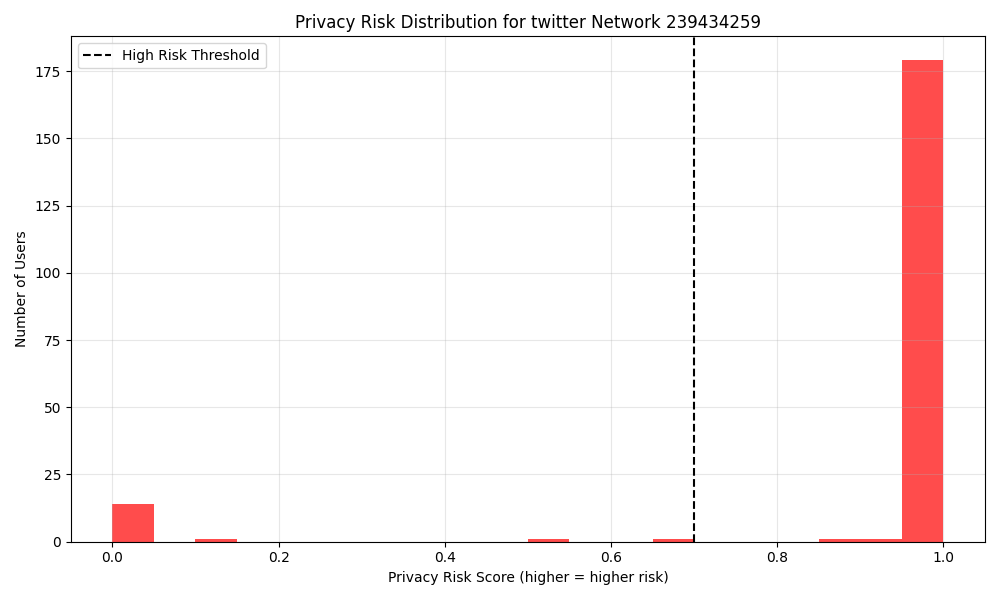 Privacy Risk Distribution for twitter Network 239434259
High Risk Threshold
Number of Users
175
150
125
100
75
50
25
0
0.0 0.2 0.4 0.6 0.8 1.0
Privacy Risk Score (higher = higher risk)